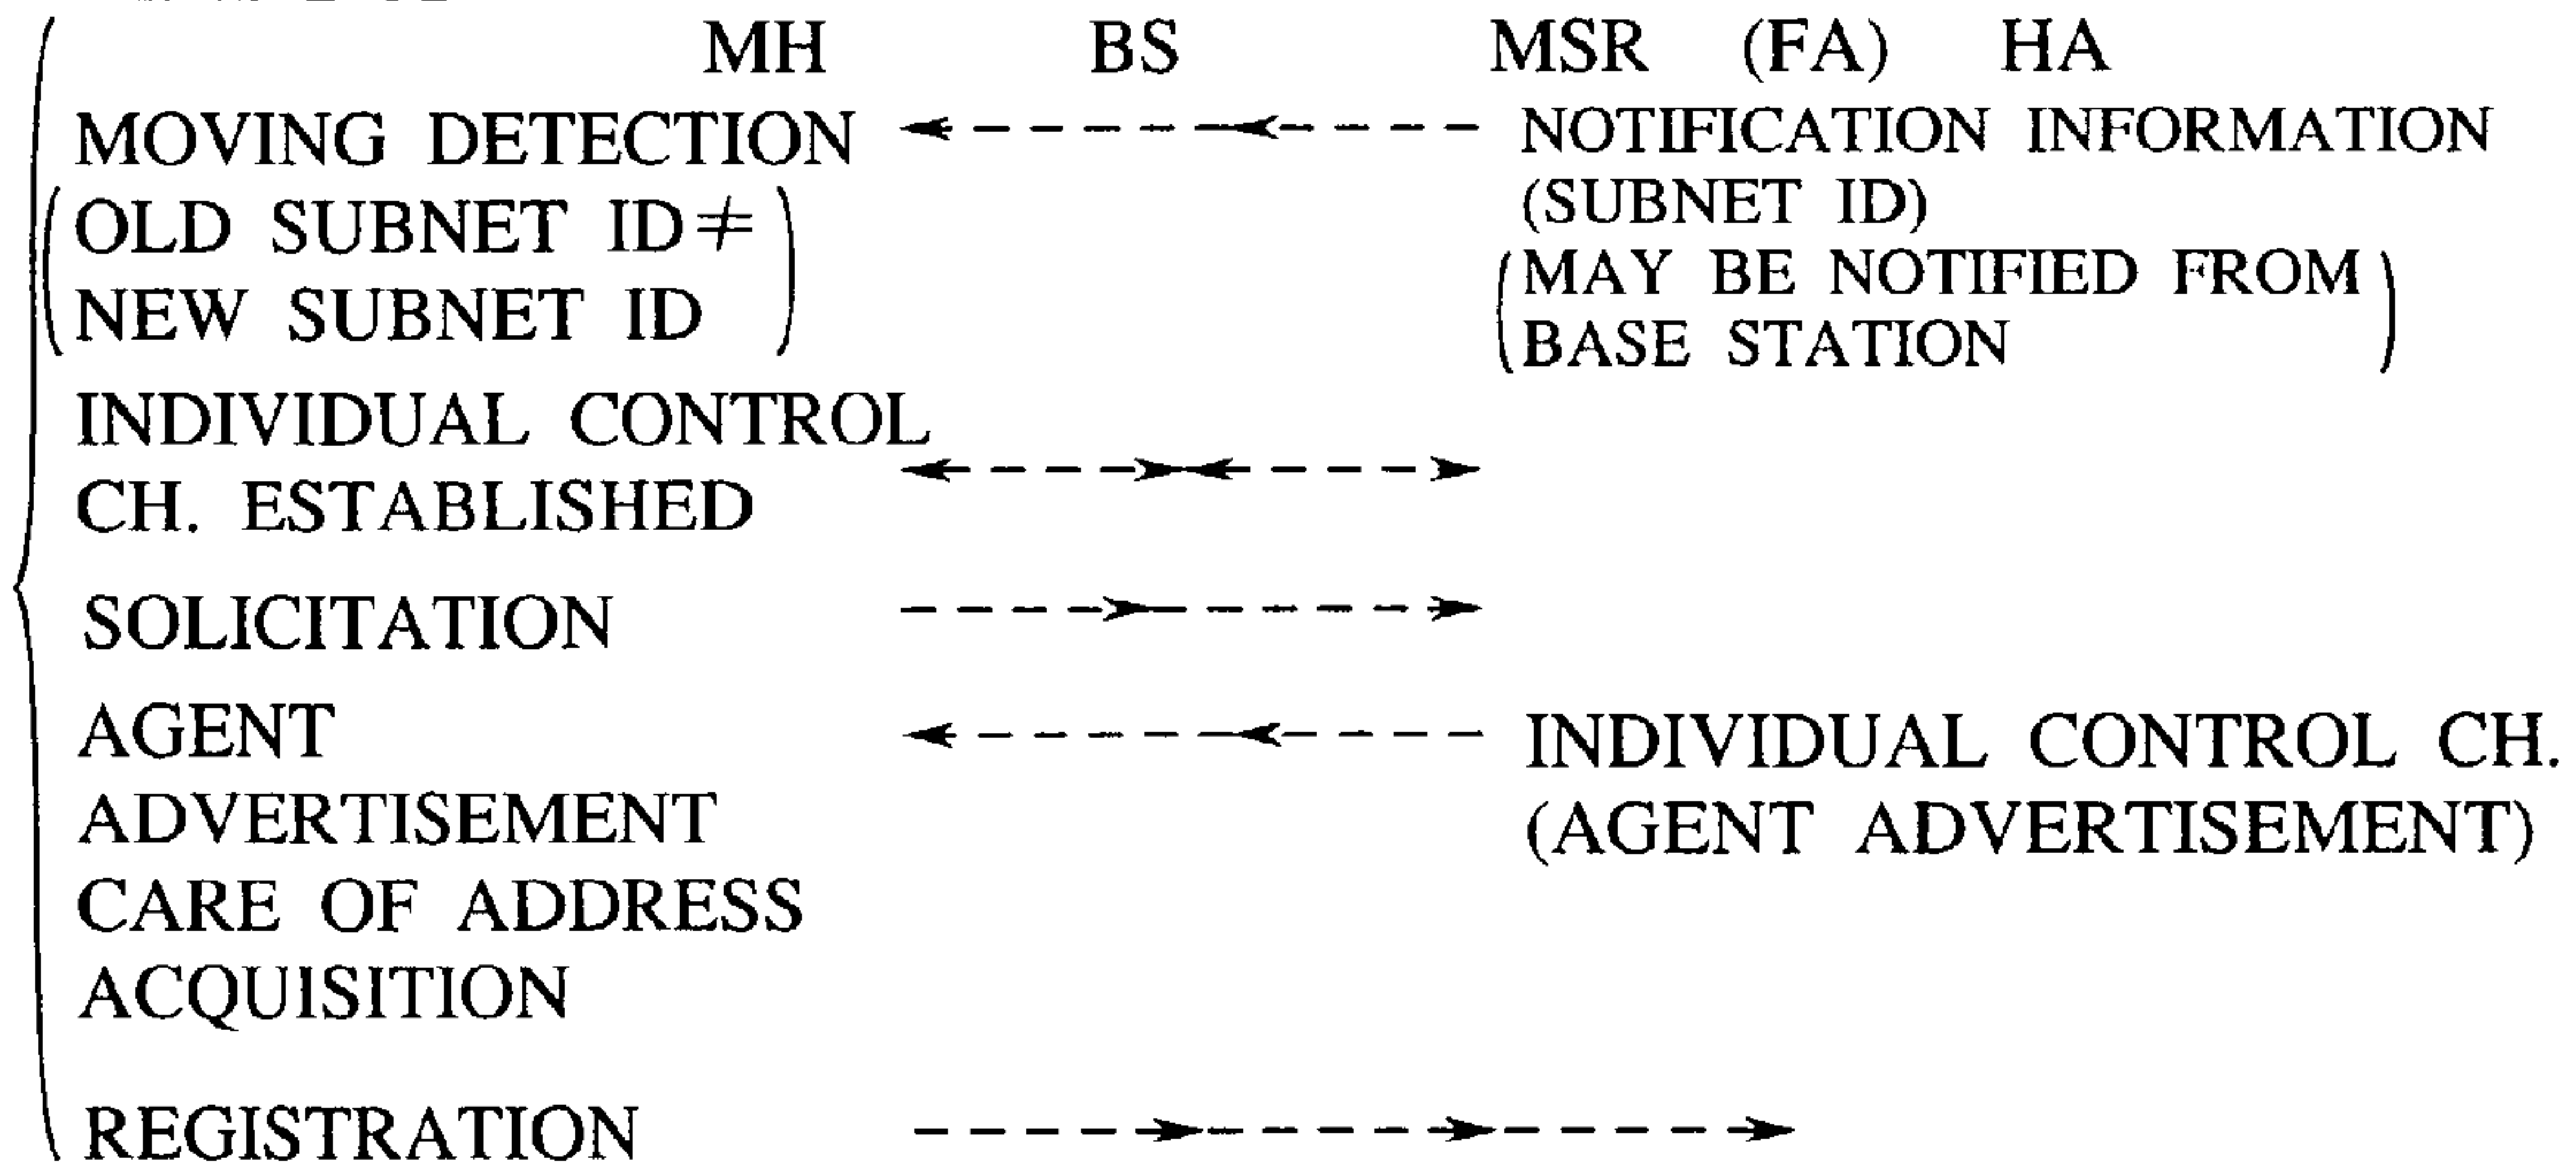 MH BS MSR (FA) HA
MOVING DETECTION NOTIFICATION INFORMATION
(SUBNET ID)
(OLD SUBNET ID≠
NEW SUBNET ID)
(MAY BE NOTIFIED FROM
BASE STATION)
INDIVIDUAL CONTROL
CH. ESTABLISHED
SOLICITATION
AGENT INDIVIDUAL CONTROL CH.
ADVERTISEMENT (AGENT ADVERTISEMENT)
CARE OF ADDRESS
ACQUISITION
REGISTRATION